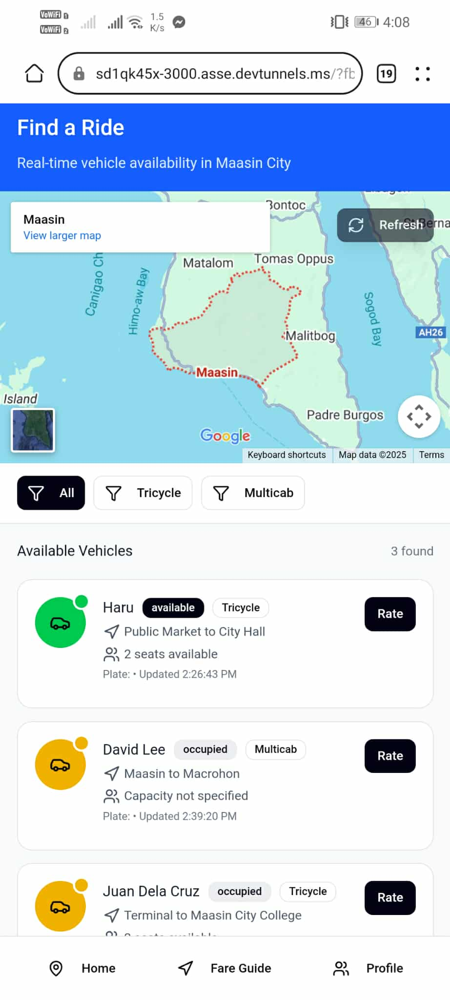 VoWiFi 1
VoWiFi 2
1.5
K/s
46
4:08
sd1qk45x-3000.asse.devtunnels.ms/?fb
19
Find a Ride
Real-time vehicle availability in Maasin City
Maasin
View larger map
Bontoc
Refresh
Matalom
Tomas Oppus
Canigao Ch
Himo-aw Bay
Sogod Bay
AH26
Malitbog
Maasin
Island
Padre Burgos
Google
Keyboard shortcuts
Map data ©2025
Terms
All
Tricycle
Multicab
Available Vehicles
3 found
Haru available Tricycle
Rate
Public Market to City Hall
2 seats available
Plate: • Updated 2:26:43 PM
David Lee occupied Multicab
Rate
Maasin to Macrohon
Capacity not specified
Plate: • Updated 2:39:20 PM
Juan Dela Cruz occupied Tricycle
Rate
Terminal to Maasin City College
Home
Fare Guide
Profile